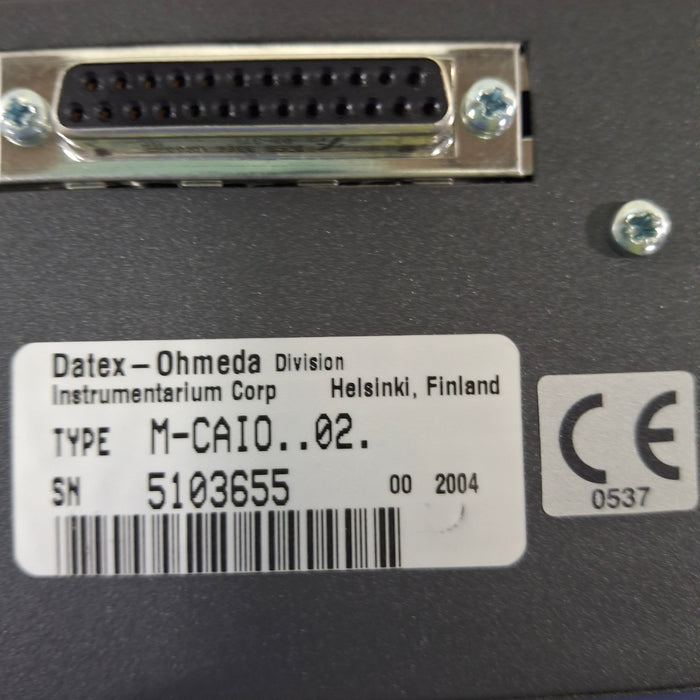 Datex-Ohmeda Division
Instrumentarium Corp Helsinki, Finland
TYPE M-CAIO..02.
SN 5103655 00 2004
CE
0537